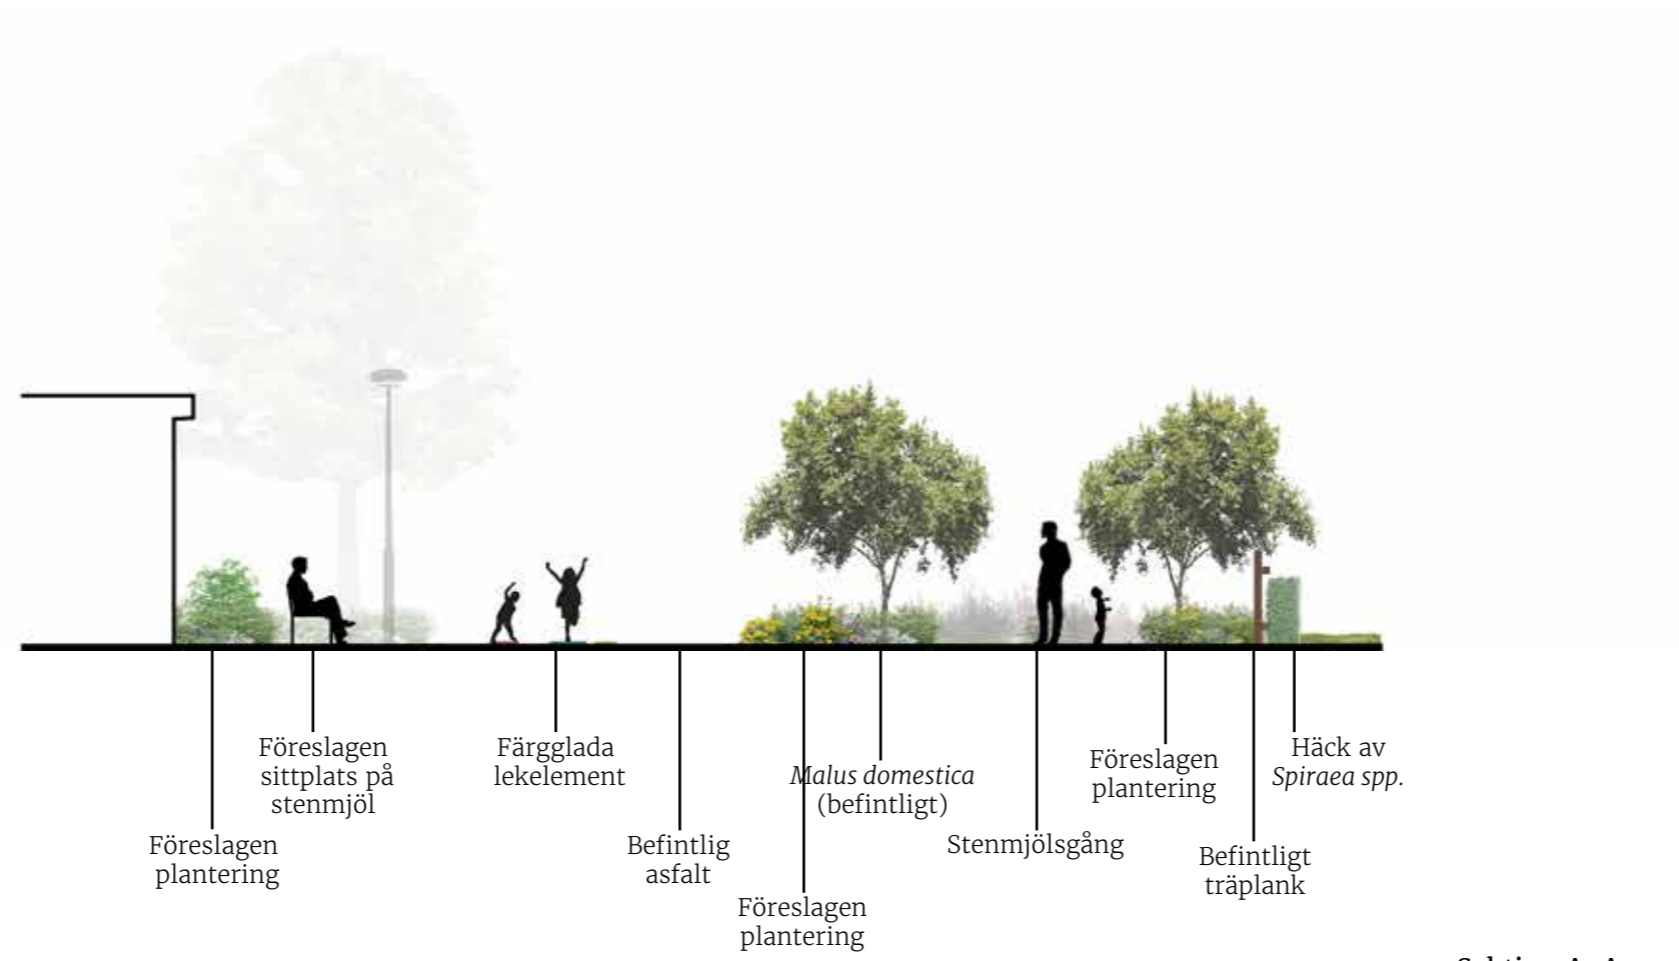 Föreslagen
plantering
Föreslagen
sittplats på
stenmjöl
Färgglada
lekelement
Befintlig
asfalt
Föreslagen
plantering
Malus domestica
(befintligt)
Stenmjölsgång
Föreslagen
plantering
Befintligt
träplank
Häck av
Spiraea spp.